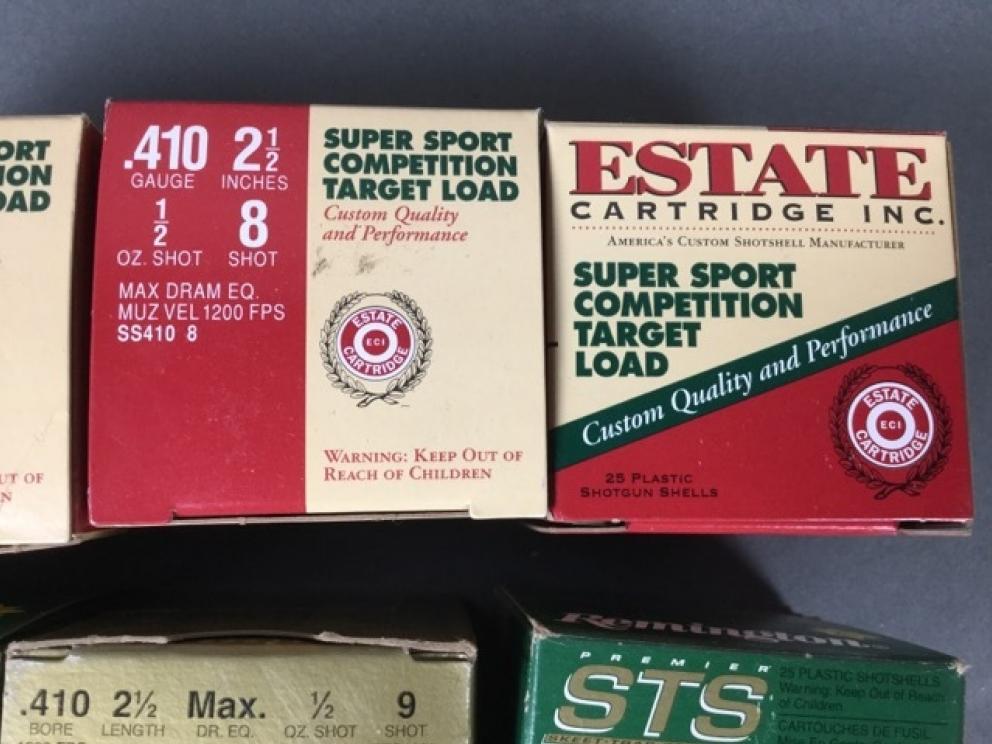 ORT
ION
OAD
UT OF
N
.410 2 1/2
GAUGE INCHES
1/2 8
OZ. SHOT SHOT
MAX DRAM EQ.
MUZ VEL 1200 FPS
SS410 8
SUPER SPORT
COMPETITION
TARGET LOAD
Custom Quality
and Performance
ESTATE
ECI
CARTRIDGE
WARNING: KEEP OUT OF
REACH OF CHILDREN
ESTATE
CARTRIDGE INC.
AMERICA'S CUSTOM SHOTSHELL MANUFACTURER
SUPER SPORT
COMPETITION
TARGET
LOAD
Custom Quality and Performance
ESTATE
ECI
CARTRIDGE
25 PLASTIC
SHOTGUN SHELLS
.410 2½ Max. ½ 9
BORE LENGTH DR. EQ. OZ. SHOT SHOT
Remington
PREMIER
STS
25 PLASTIC SHOTSHELLS
Warning: Keep Out of Reach
of Children
CARTOUCHES DE FUSIL